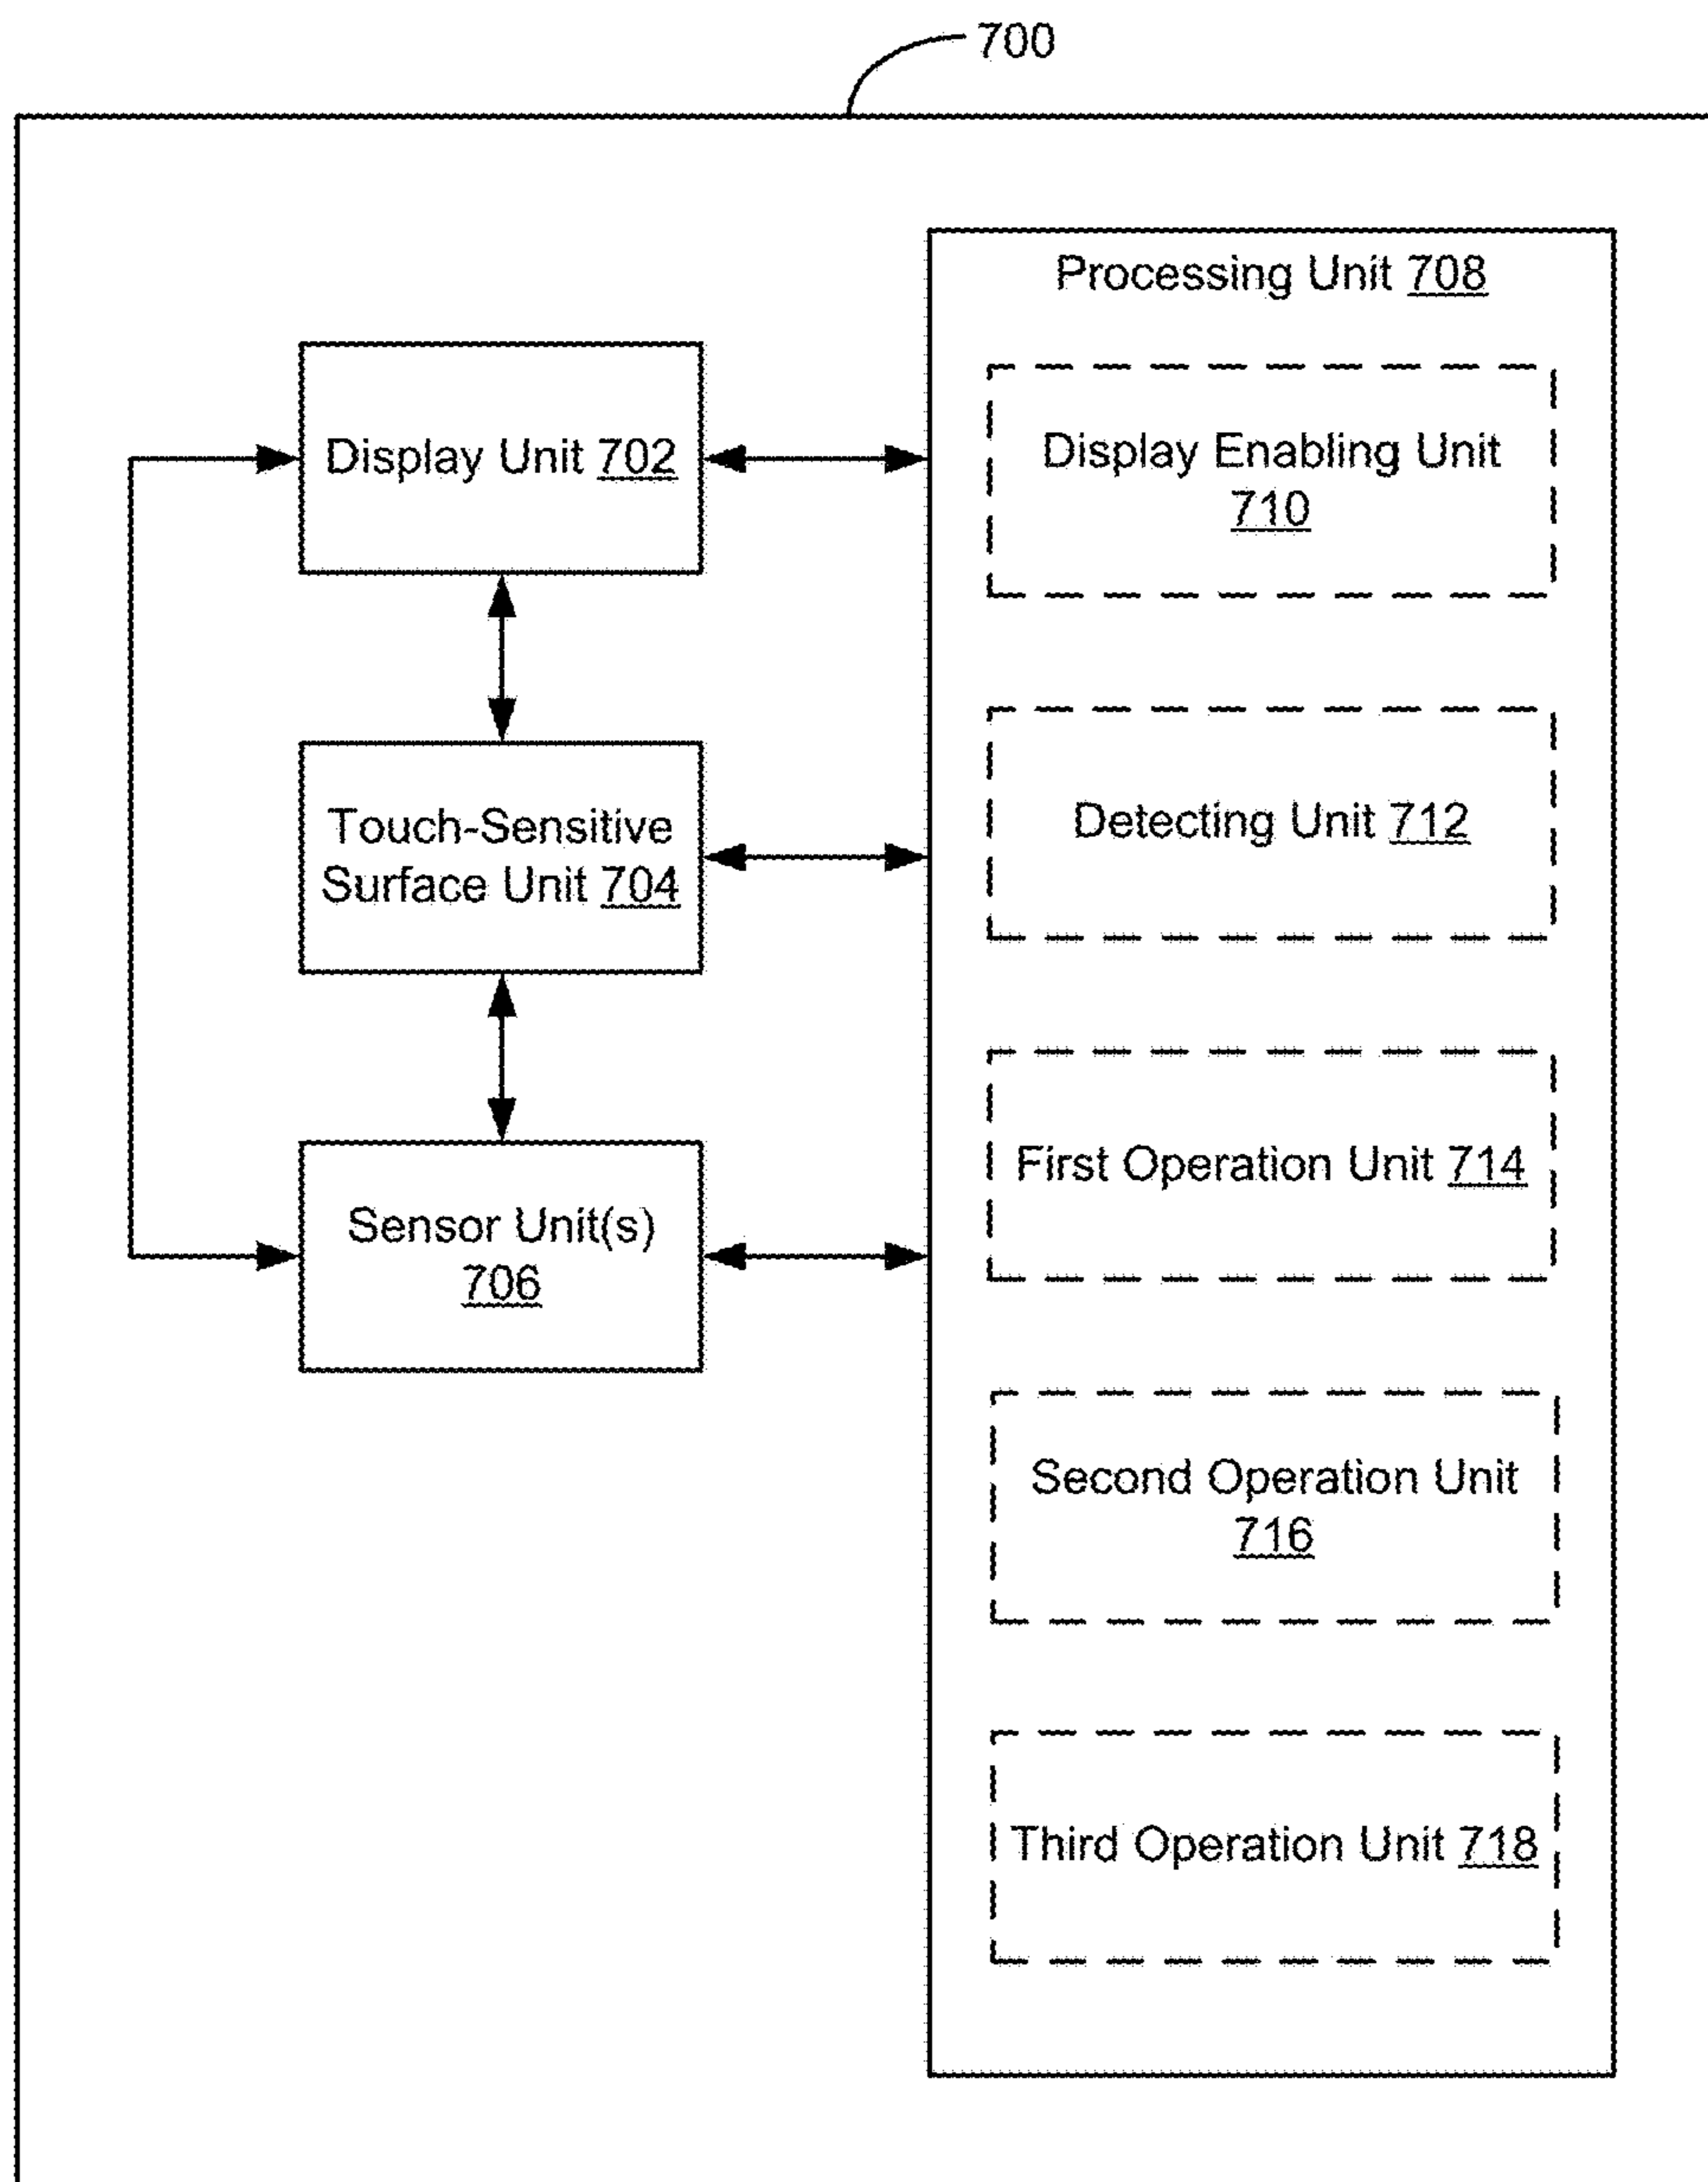 700
Processing Unit 708
Display Unit 702
Display Enabling Unit
710
Touch-Sensitive
Surface Unit 704
Detecting Unit 712
Sensor Unit(s)
706
First Operation Unit 714
Second Operation Unit
716
Third Operation Unit 718